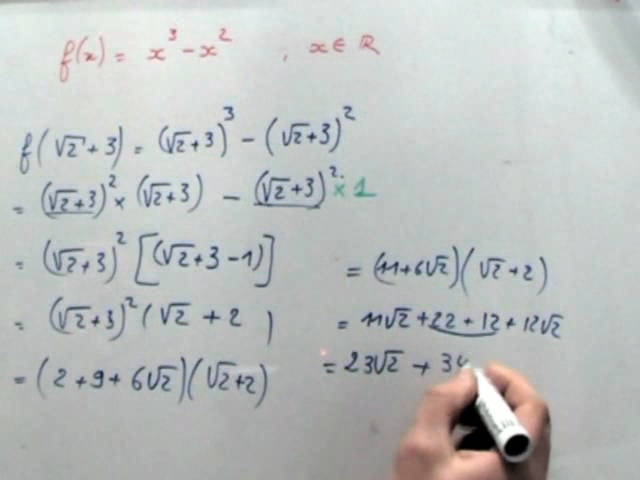 f(x) = x³ - x² , x ∈ ℝ
f(√2 + 3) = (√2 + 3)³ - (√2 + 3)²
= (√2 + 3)² × (√2 + 3) - (√2 + 3)² × 1
= (√2 + 3)² [(√2 + 3 - 1)]
= (√2 + 3)² (√2 + 2)
= (2 + 9 + 6√2)(√2 + 2)
= (11 + 6√2)(√2 + 2)
= 11√2 + 22 + 12 + 12√2
= 23√2 + 34